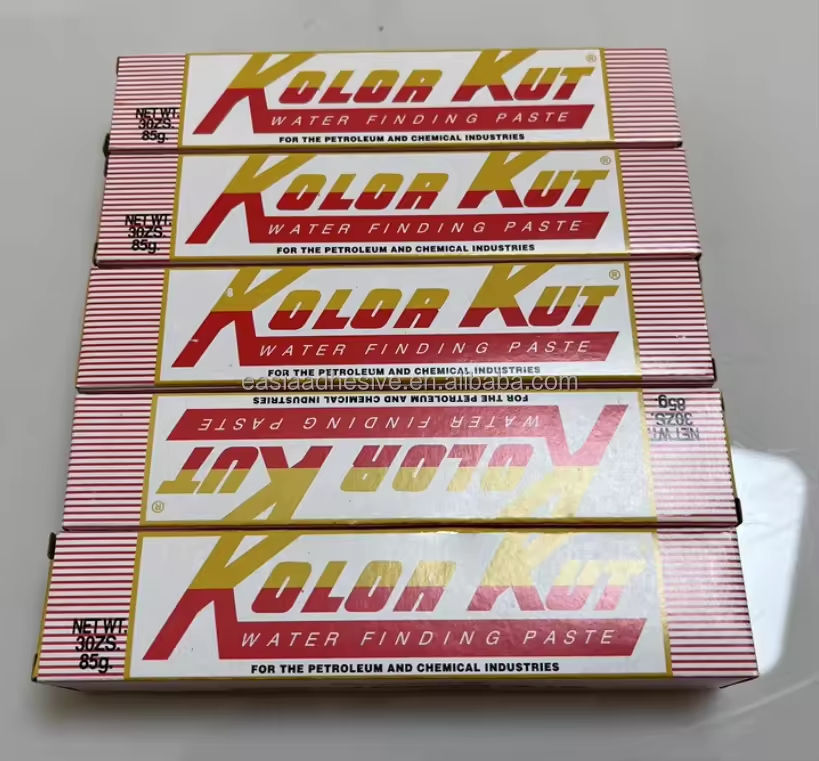 KOLOR KUT®
WATER FINDING PASTE
FOR THE PETROLEUM AND CHEMICAL INDUSTRIES
NET WT.
3OZS.
85g.
KOLOR KUT®
WATER FINDING PASTE
FOR THE PETROLEUM AND CHEMICAL INDUSTRIES
NET WT.
3OZS.
85g.
KOLOR KUT®
WATER FINDING PASTE
FOR THE PETROLEUM AND CHEMICAL INDUSTRIES
easiaadhesive.en.alibaba.com
KOLOR KUT®
WATER FINDING PASTE
FOR THE PETROLEUM AND CHEMICAL INDUSTRIES
NET WT.
3OZS.
85g
KOLOR KUT
WATER FINDING PASTE
FOR THE PETROLEUM AND CHEMICAL INDUSTRIES
NET WT.
3OZS.
85g.